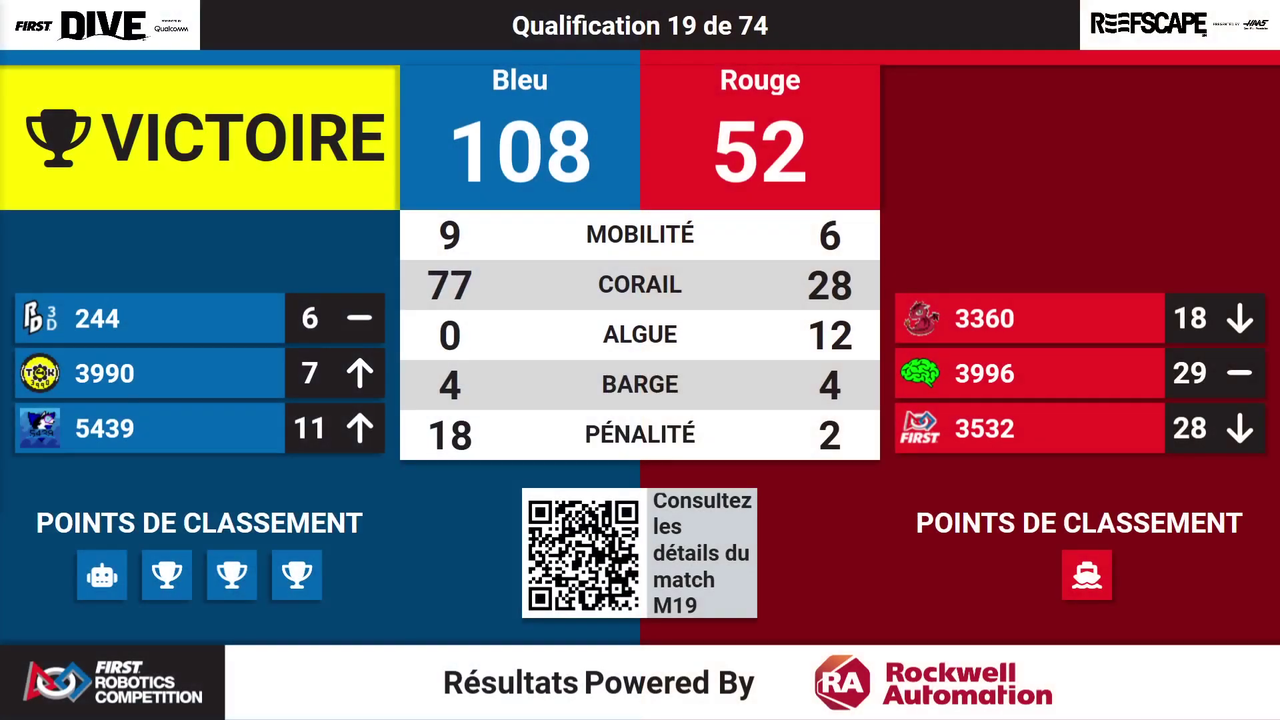 FIRST DIVE Qualcomm
Qualification 19 de 74
REEFSCAPE HAAS
VICTOIRE
Bleu
Rouge
108
52
9 MOBILITÉ 6
77 CORAIL 28
0 ALGUE 12
4 BARGE 4
18 PÉNALITÉ 2
3D 244 6
3990 7
5439 11
3360 18
3996 29
FIRST 3532 28
POINTS DE CLASSEMENT
Consultez
les
détails du
match
M19
POINTS DE CLASSEMENT
FIRST
ROBOTICS
COMPETITION
Résultats Powered By
RA
Rockwell
Automation